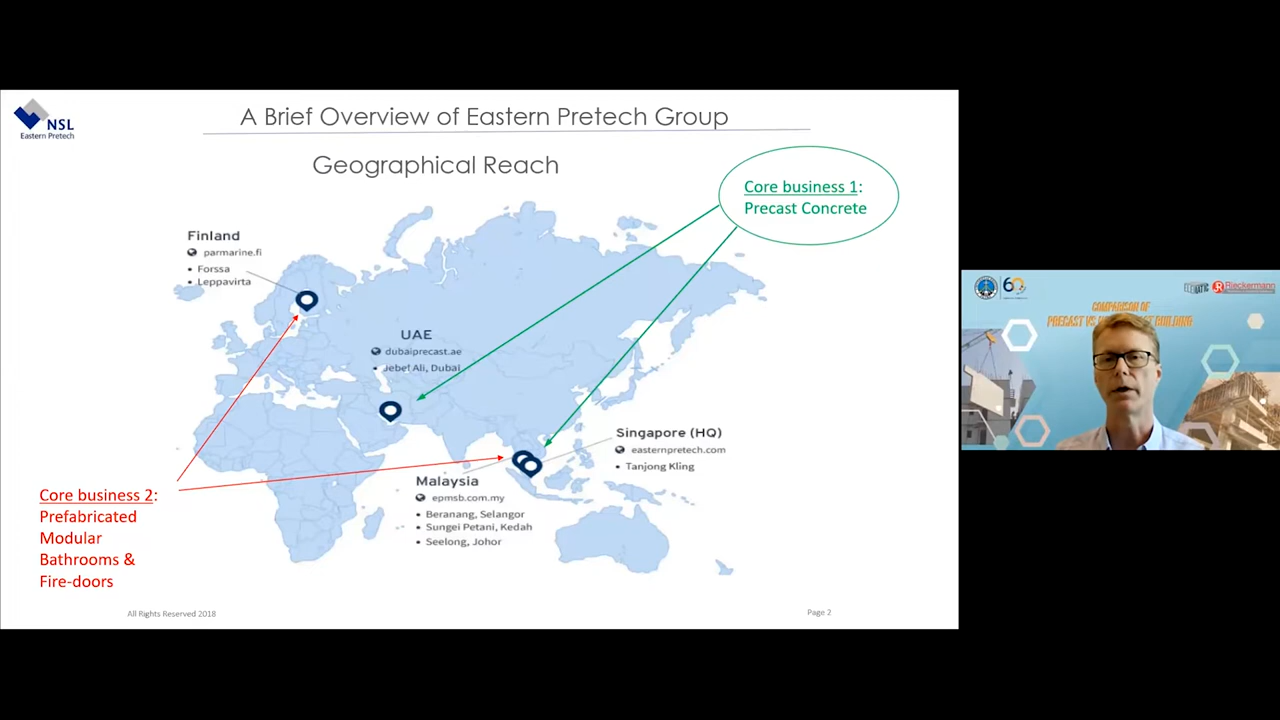 NSL
Eastern Pretech
A Brief Overview of Eastern Pretech Group
Geographical Reach
Core business 1:
Precast Concrete
Finland
parmarine.fi
• Forssa
• Leppavirta
UAE
dubaiprecast.ae
• Jebel Ali, Dubai
Singapore (HQ)
easternpretech.com
• Tanjong Kling
Malaysia
epmsb.com.my
• Beranang, Selangor
• Sungei Petani, Kedah
• Seelong, Johor
Core business 2:
Prefabricated
Modular
Bathrooms &
Fire-doors
All Rights Reserved 2018
Page 2
60
ELEMATIC
Rieckermann
COMPARISON OF
PRECAST VS
BUILDING